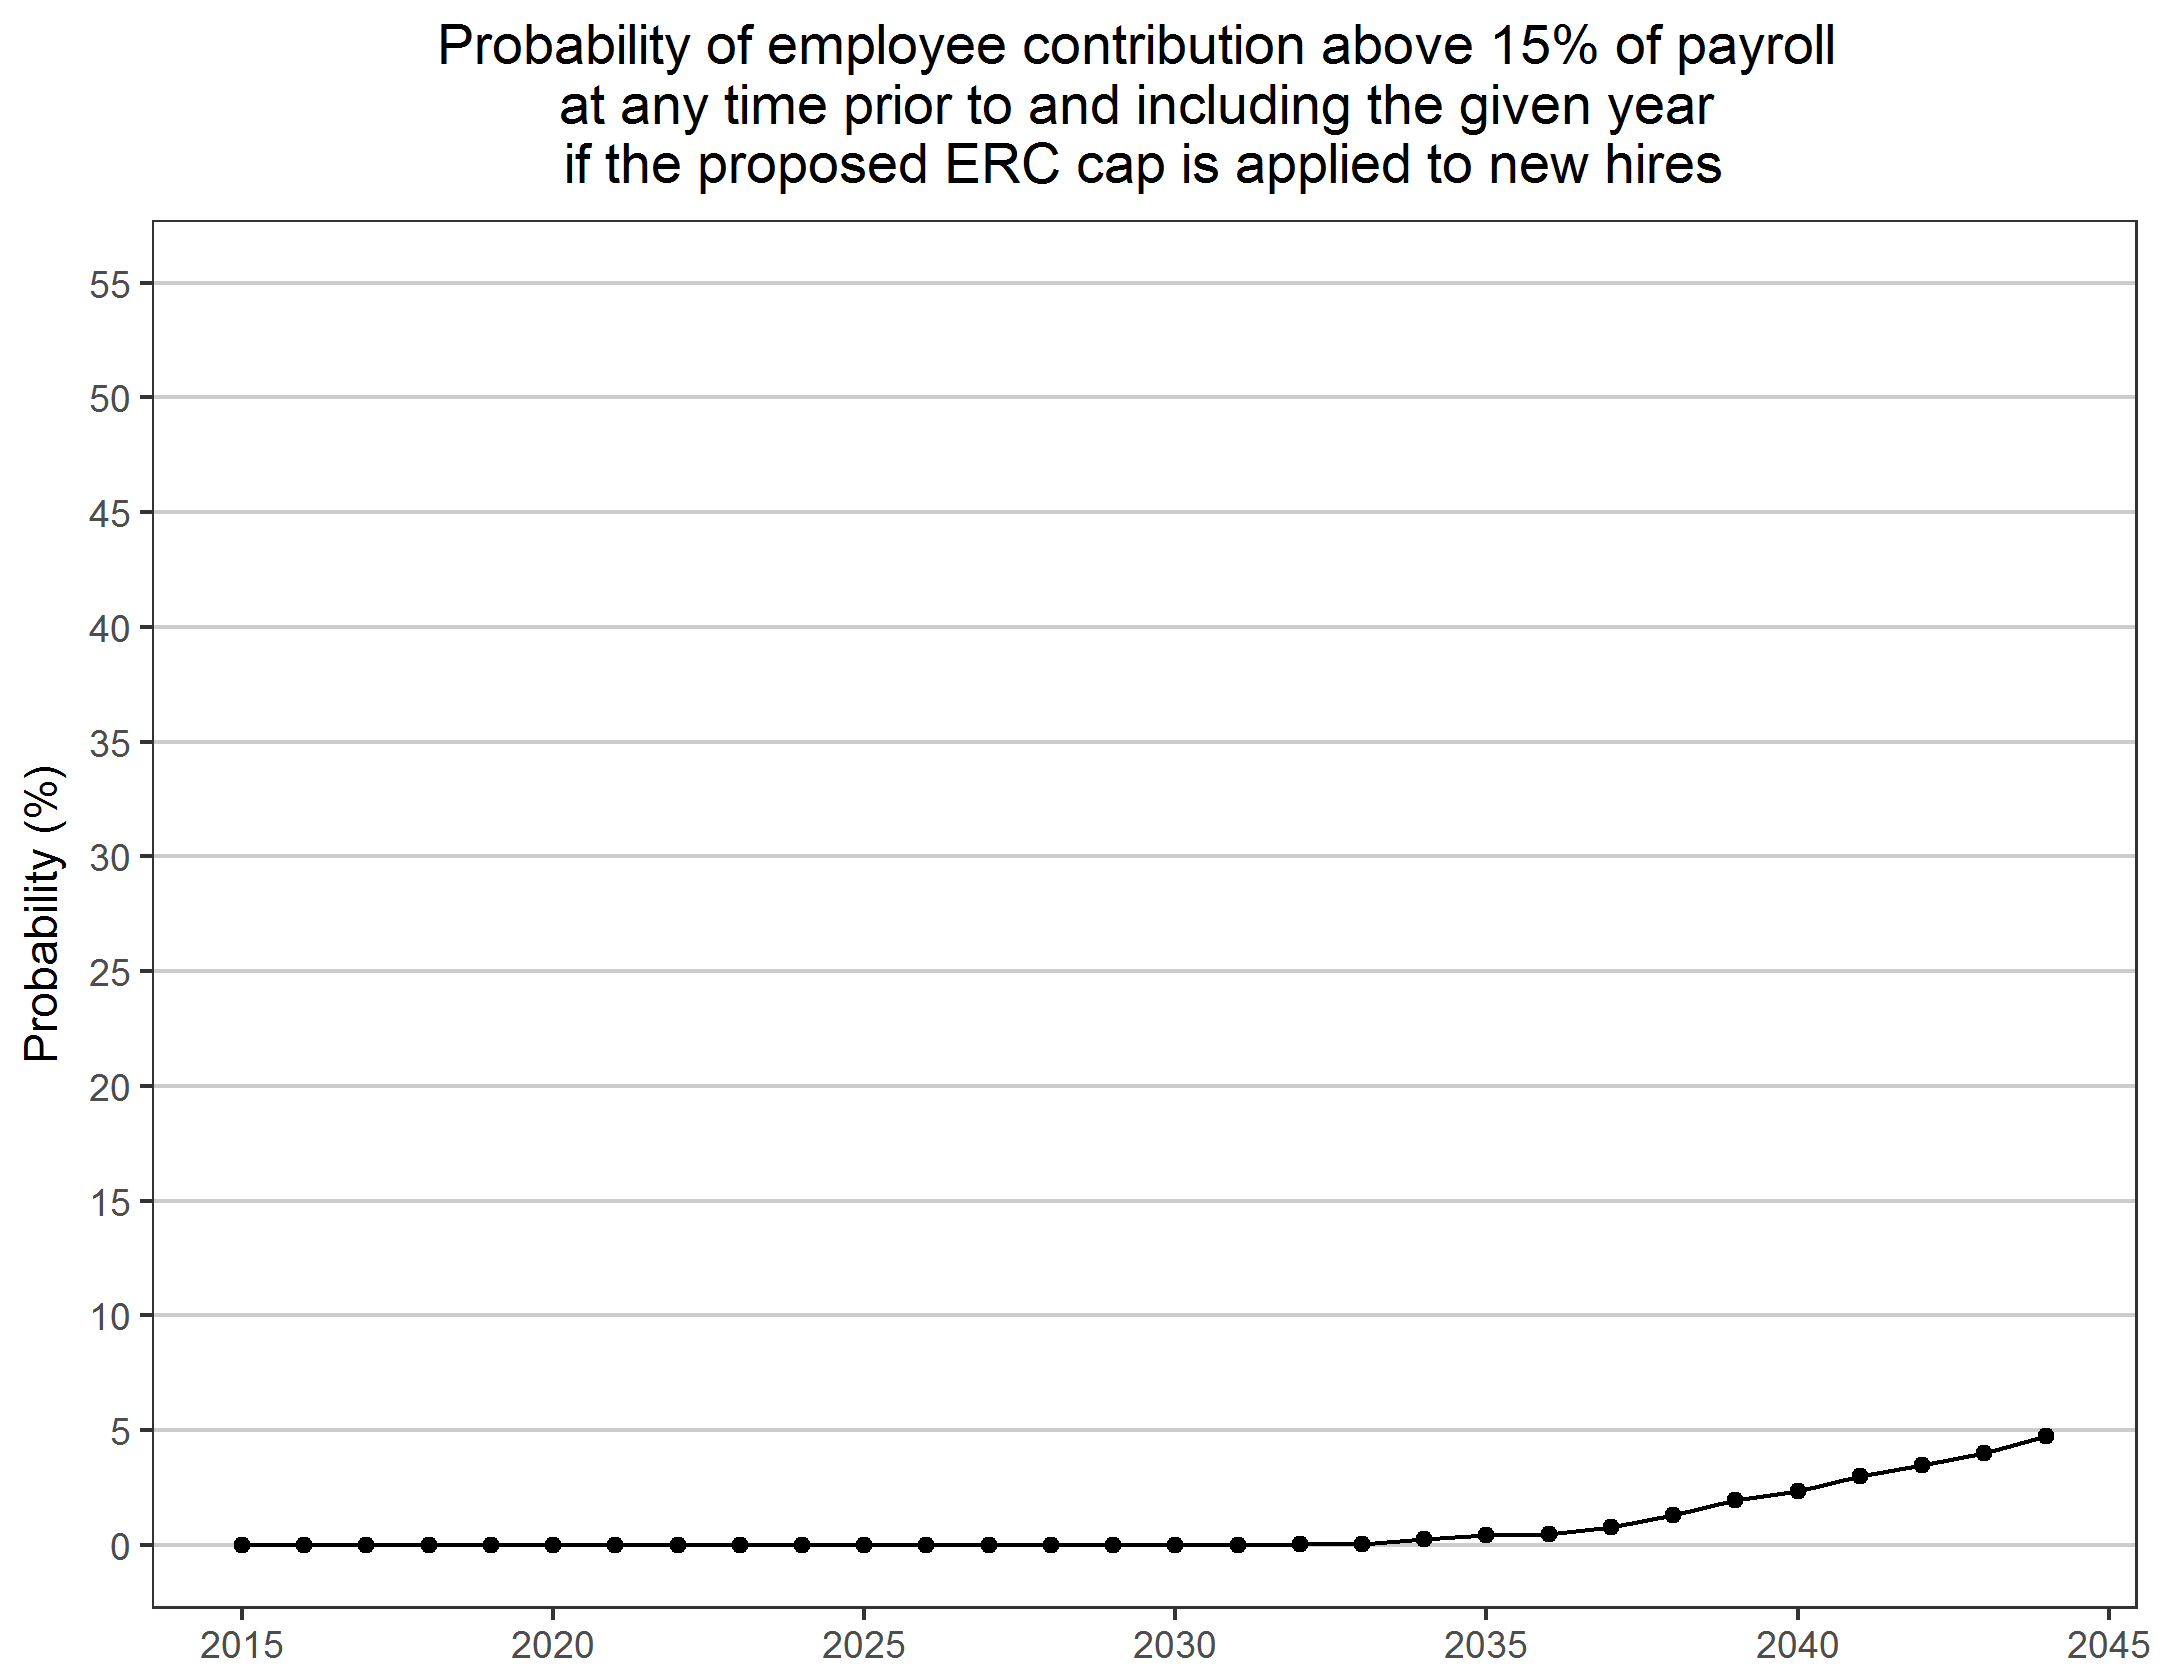 Probability of employee contribution above 15% of payroll
at any time prior to and including the given year
if the proposed ERC cap is applied to new hires
Probability (%)
55
50
45
40
35
30
25
20
15
10
5
0
2015 2020 2025 2030 2035 2040 2045